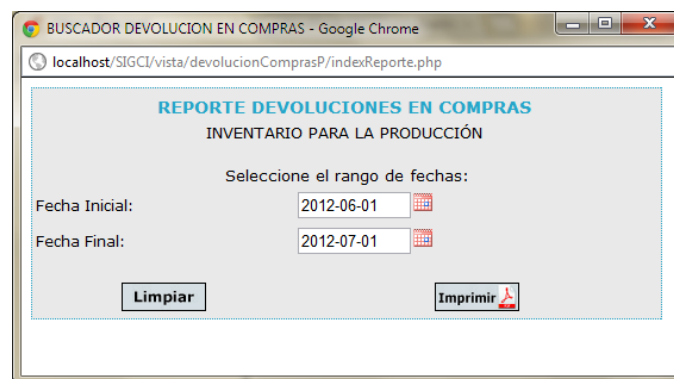 BUSCADOR DEVOLUCION EN COMPRAS - Google Chrome
localhost/SIGCI/vista/devolucionComprasP/indexReporte.php
REPORTE DEVOLUCIONES EN COMPRAS
INVENTARIO PARA LA PRODUCCIÓN
Seleccione el rango de fechas:
Fecha Inicial: 2012-06-01
Fecha Final: 2012-07-01
Limpiar Imprimir